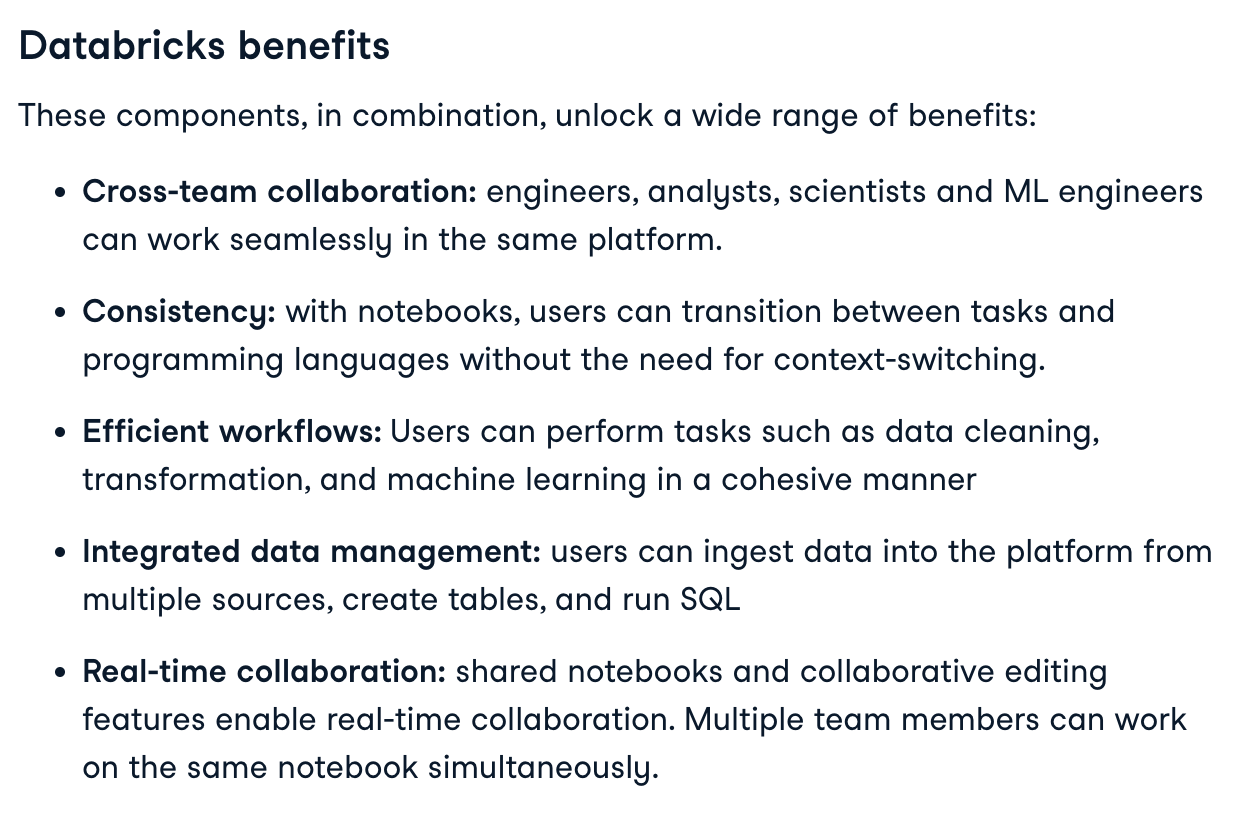 Databricks benefits
These components, in combination, unlock a wide range of benefits:
• Cross-team collaboration: engineers, analysts, scientists and ML engineers
can work seamlessly in the same platform.
• Consistency: with notebooks, users can transition between tasks and
programming languages without the need for context-switching.
• Efficient workflows: Users can perform tasks such as data cleaning,
transformation, and machine learning in a cohesive manner
• Integrated data management: users can ingest data into the platform from
multiple sources, create tables, and run SQL
• Real-time collaboration: shared notebooks and collaborative editing
features enable real-time collaboration. Multiple team members can work
on the same notebook simultaneously.